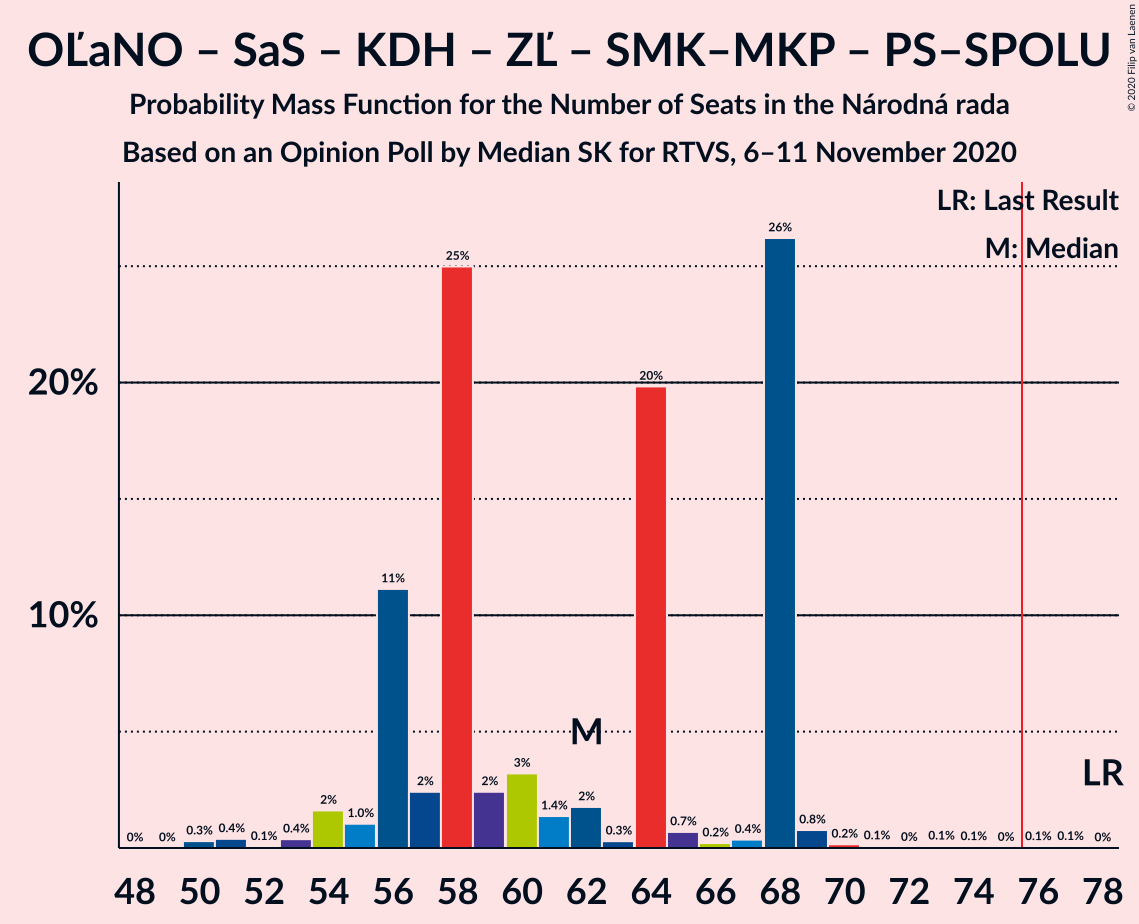 OĽaNO – SaS – KDH – ZĽ – SMK–MKP – PS–SPOLU
Probability Mass Function for the Number of Seats in the Národná rada
Based on an Opinion Poll by Median SK for RTVS, 6–11 November 2020
© 2020 Filip van Laenen
LR: Last Result
M: Median
20%
10%
0% 0% 0.3% 0.4% 0.1% 0.4% 2% 1.0% 11% 2% 25% 2% 3% 1.4% 2% 0.3% 20% 0.7% 0.2% 0.4% 26% 0.8% 0.2% 0.1% 0% 0.1% 0.1% 0% 0.1% 0.1% 0%
M
LR
48 50 52 54 56 58 60 62 64 66 68 70 72 74 76 78